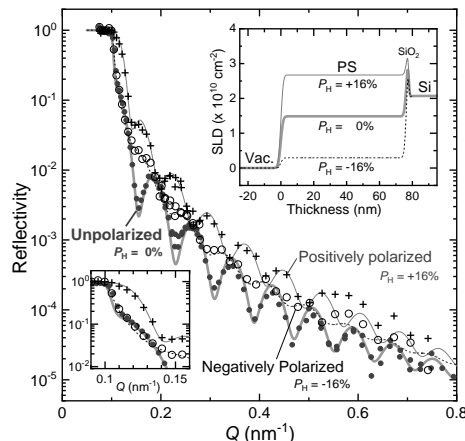 10⁰
10⁻¹
10⁻²
10⁻³
10⁻⁴
10⁻⁵
Reflectivity
0
0.2
0.4
0.6
0.8
Q (nm⁻¹)
Unpolarized
P_H = 0%
Positively polarized
P_H = +16%
Negatively Polarized
P_H = -16%
SLD (x 10¹⁰ cm⁻²)
4
3
2
1
0
-20
0
20
40
60
80
Thickness (nm)
PS
SiO₂
P_H = +16%
Si
P_H = 0%
Vac.
P_H = -16%
10⁰
10⁻¹
10⁻²
0.1
0.15
Q (nm⁻¹)